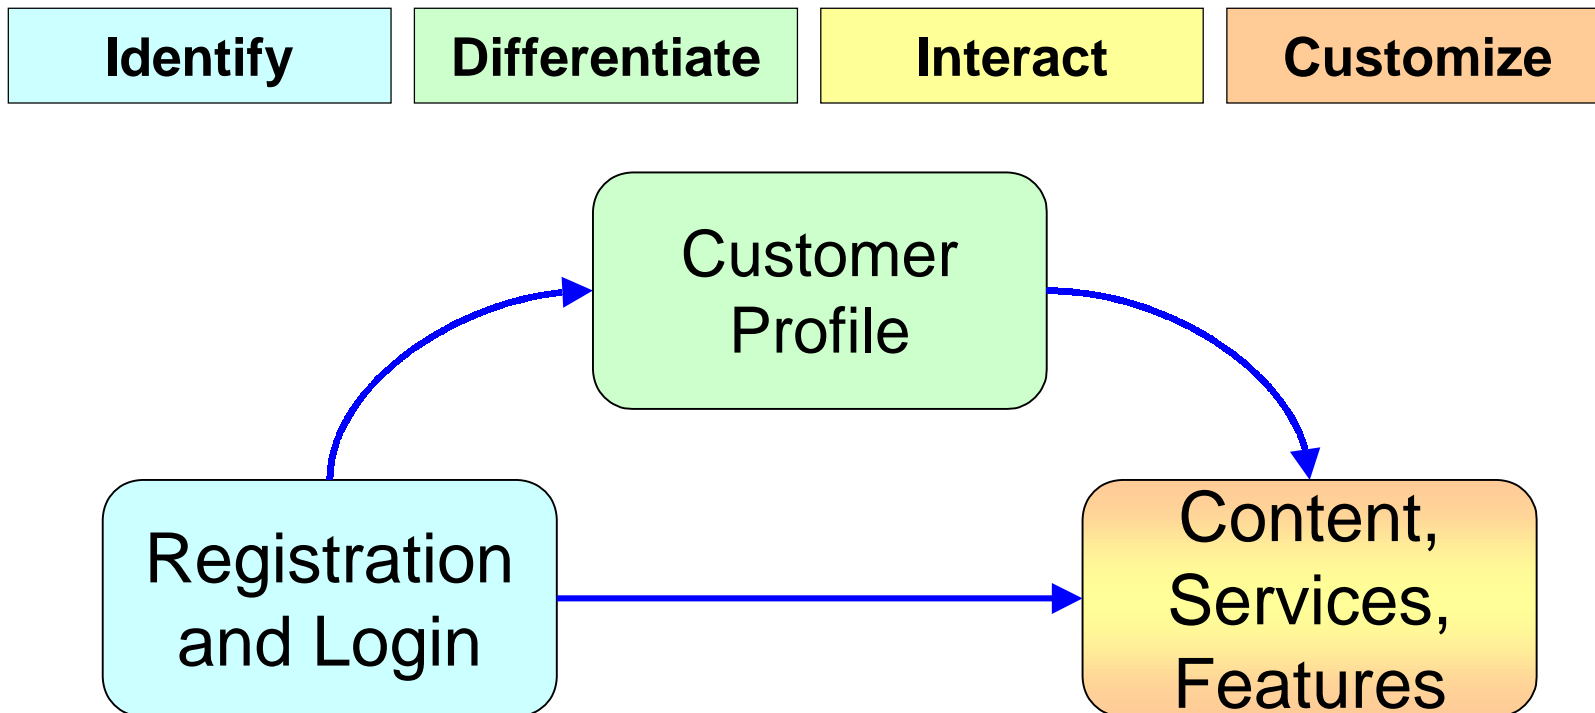 Identify
Differentiate
Interact
Customize
Customer
Profile
Registration
and Login
Content,
Services,
Features